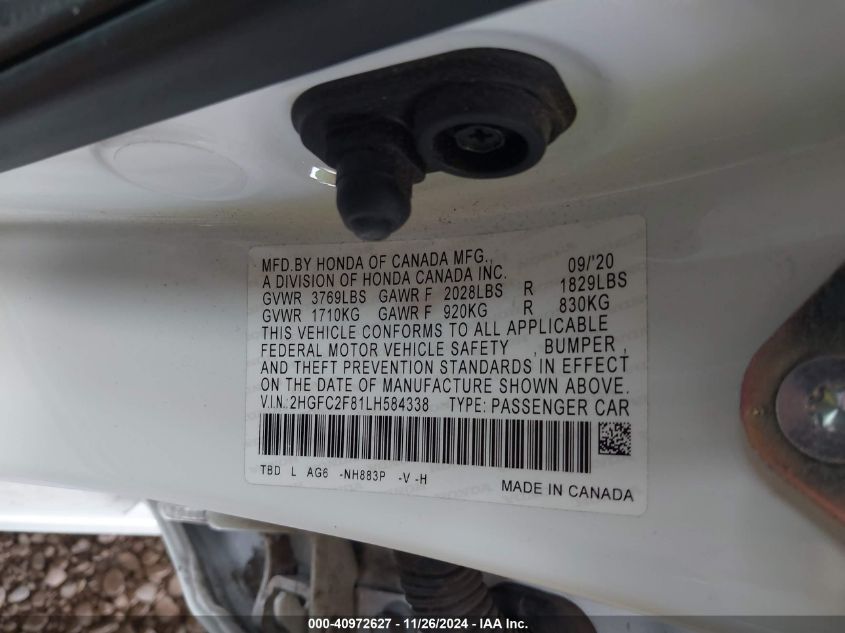 MFD.BY HONDA OF CANADA MFG.,
A DIVISION OF HONDA CANADA INC. 09/'20
GVWR 3769LBS GAWR F 2028LBS R 1829LBS
GVWR 1710KG GAWR F 920KG R 830KG
THIS VEHICLE CONFORMS TO ALL APPLICABLE
FEDERAL MOTOR VEHICLE SAFETY , BUMPER ,
AND THEFT PREVENTION STANDARDS IN EFFECT
ON THE DATE OF MANUFACTURE SHOWN ABOVE.
V.I.N.:2HGFC2F81LH584338 TYPE: PASSENGER CAR
TBD L AG6 -NH883P -V -H
MADE IN CANADA
000-40972627 - 11/26/2024 - IAA Inc.